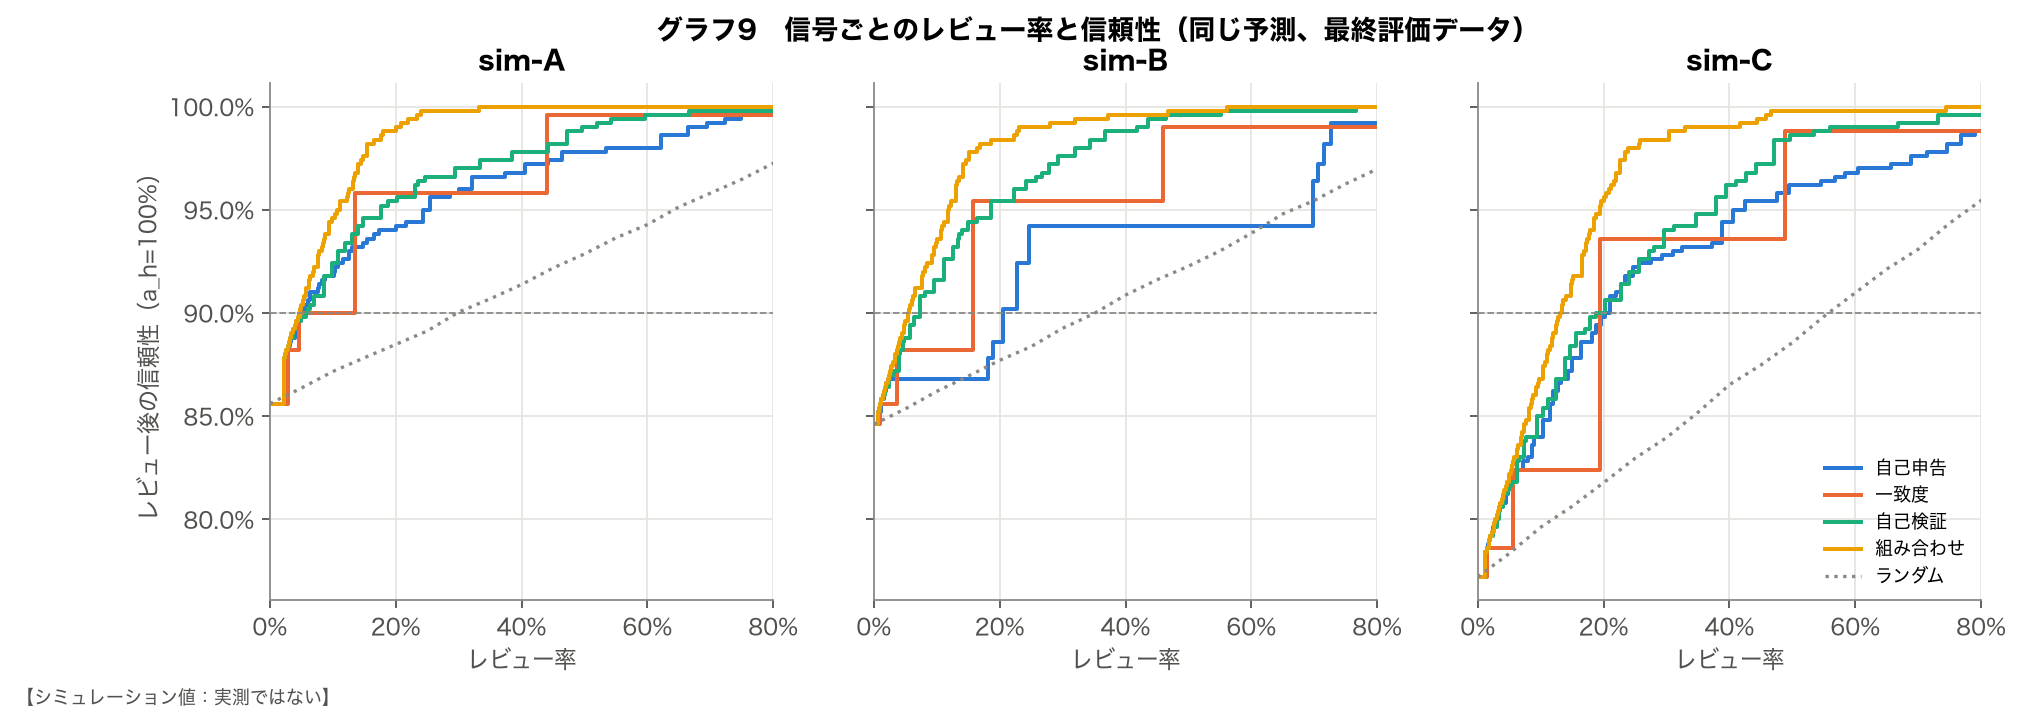 グラフ9　信号ごとのレビュー率と信頼性（同じ予測、最終評価データ）
sim-A
sim-B
sim-C
レビュー後の信頼性（a_h=100%）
100.0%
95.0%
90.0%
85.0%
80.0%
0%
20%
40%
60%
80%
レビュー率
0%
20%
40%
60%
80%
レビュー率
自己申告
一致度
自己検証
組み合わせ
ランダム
0%
20%
40%
60%
80%
レビュー率
【シミュレーション値：実測ではない】